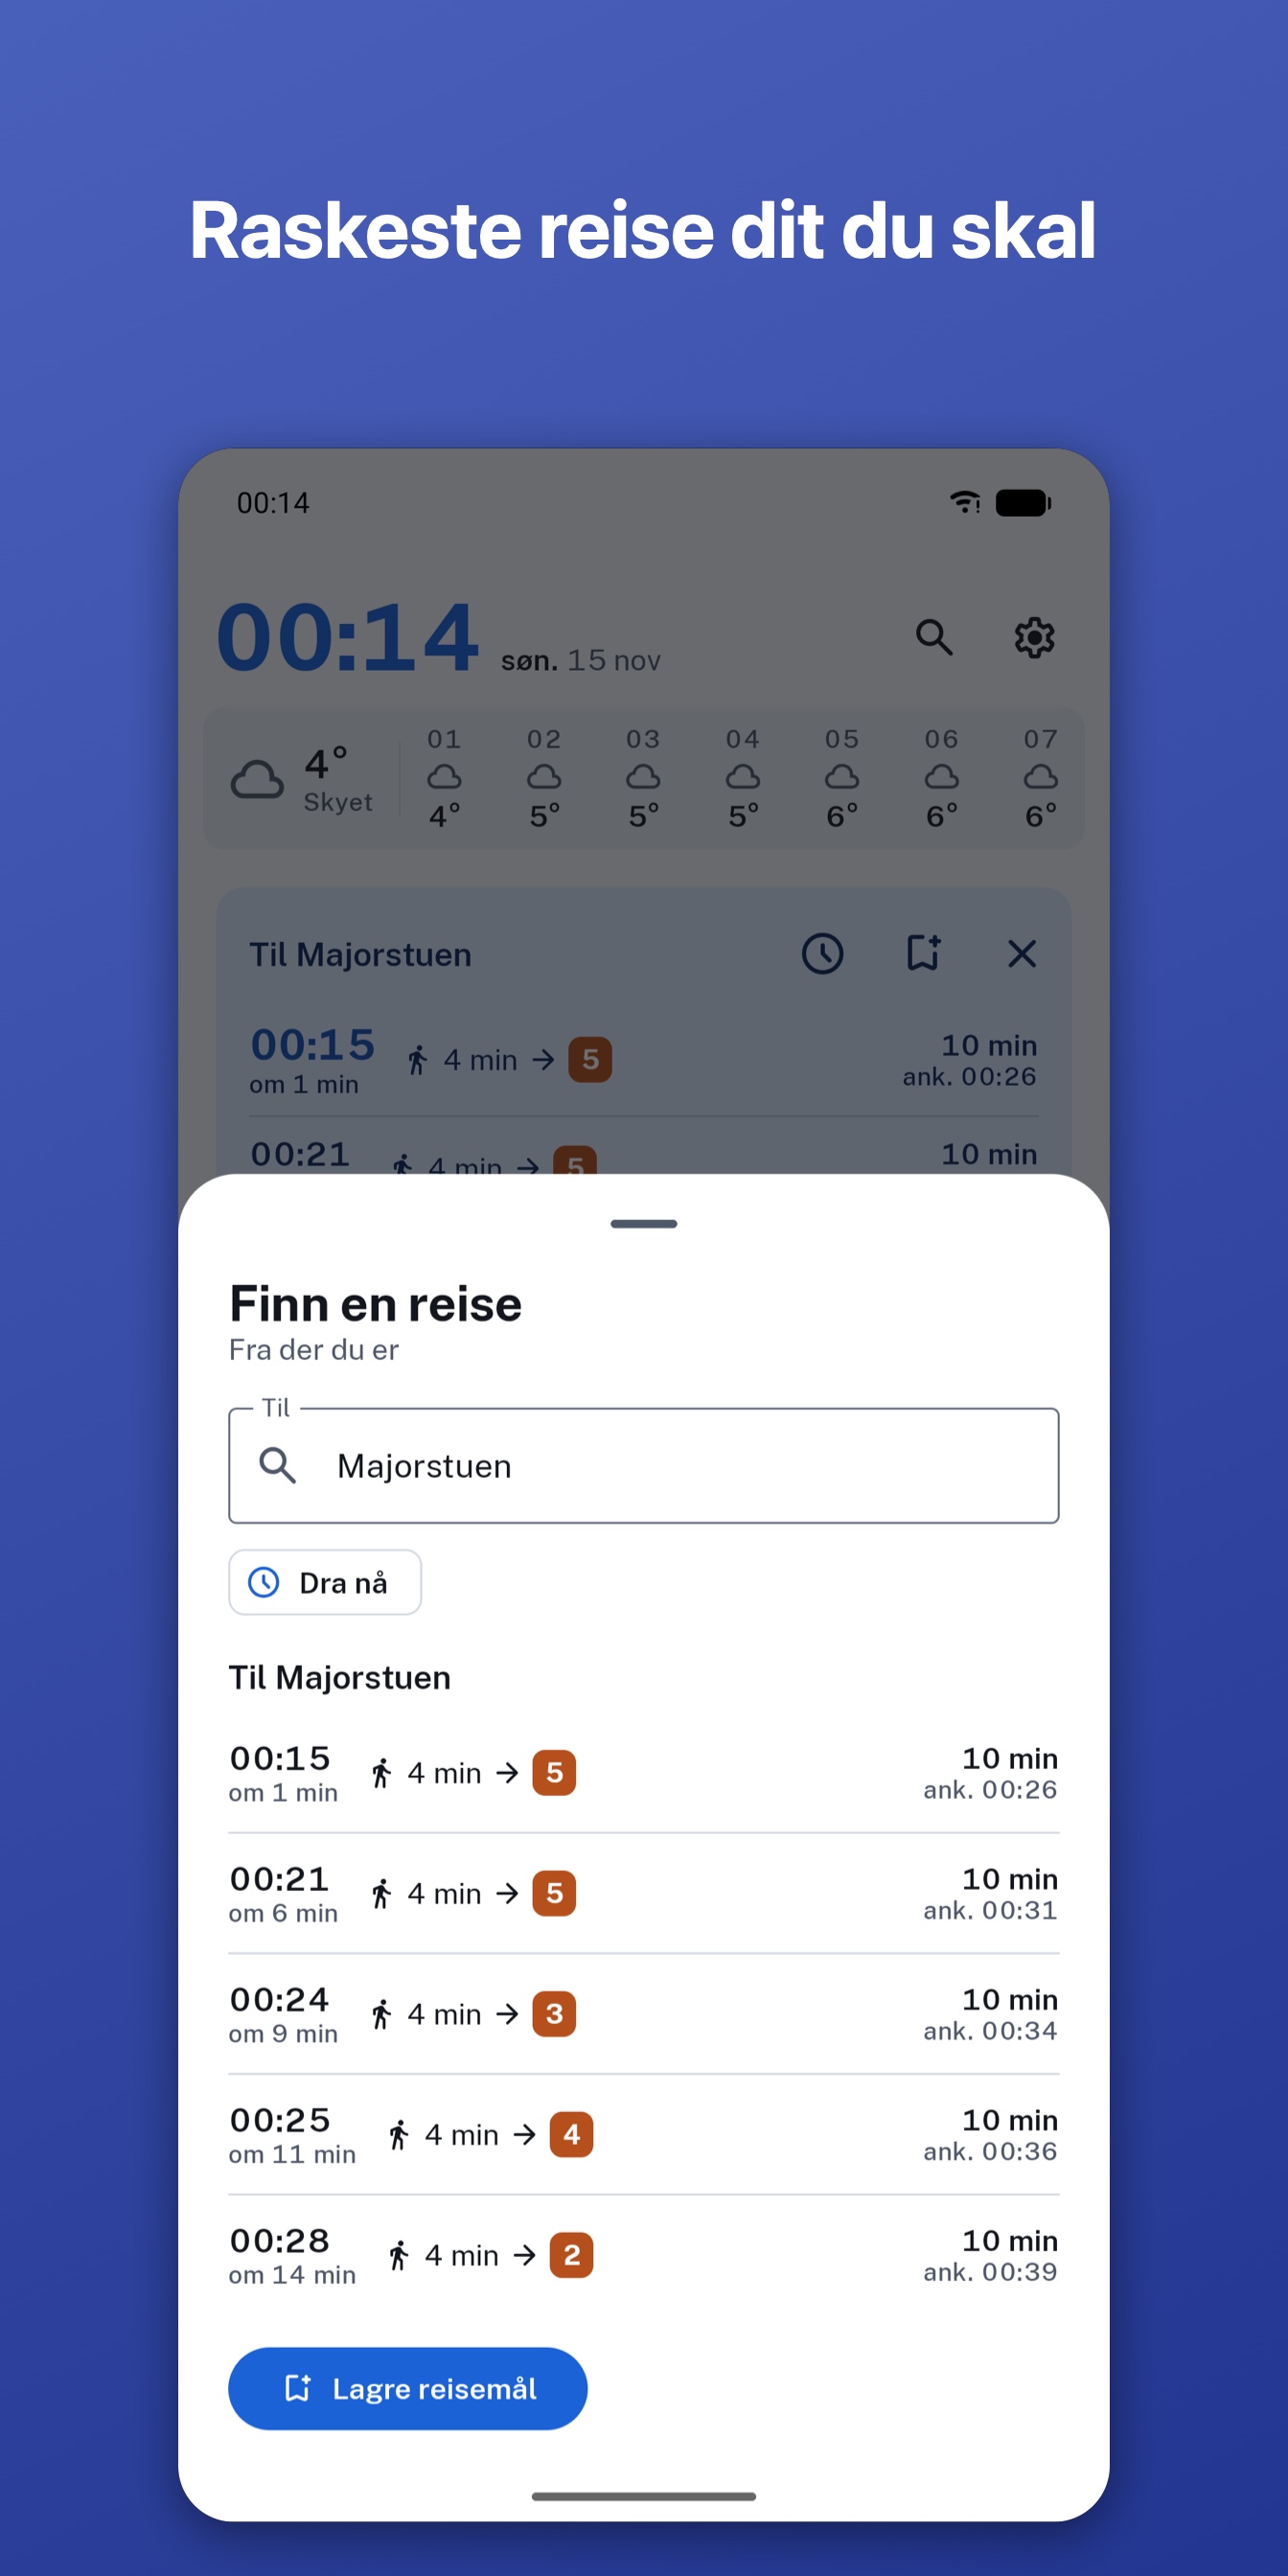 Raskeste reise dit du skal
00:14
00:14 søn. 15 nov
01 02 03 04 05 06 07
4°
Skyet
4° 5° 5° 5° 6° 6° 6°
Til Majorstuen
00:15 4 min → 5 10 min
om 1 min ank. 00:26
00:21 4 min → 5 10 min
Finn en reise
Fra der du er
Til
Majorstuen
Dra nå
Til Majorstuen
00:15 4 min → 5 10 min
om 1 min ank. 00:26
00:21 4 min → 5 10 min
om 6 min ank. 00:31
00:24 4 min → 3 10 min
om 9 min ank. 00:34
00:25 4 min → 4 10 min
om 11 min ank. 00:36
00:28 4 min → 2 10 min
om 14 min ank. 00:39
Lagre reisemål